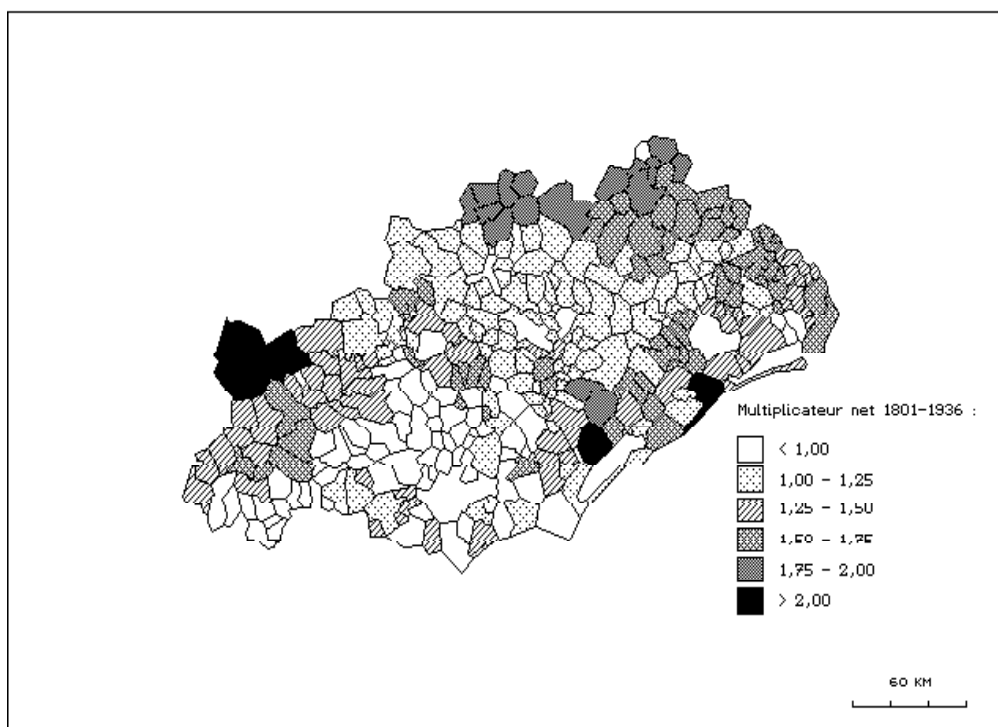 Multiplicateur net 1801-1936 :
< 1,00
1,00 - 1,25
1,25 - 1,50
1,50 - 1,75
1,75 - 2,00
> 2,00
60 KM